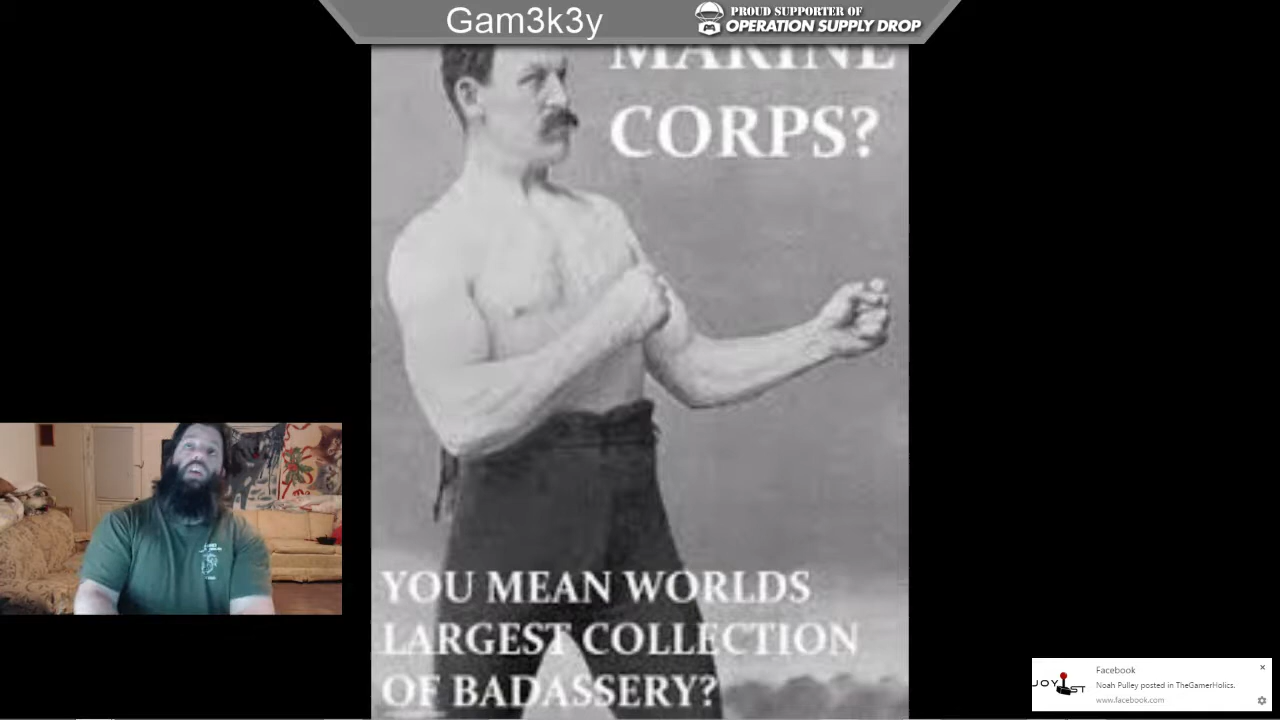 Gam3k3y
PROUD SUPPORTER OF
OPERATION SUPPLY DROP
MARINE
CORPS?
YOU MEAN WORLDS
LARGEST COLLECTION
OF BADASSERY?
Facebook
Noah Pulley posted in TheGamerHolics.
www.facebook.com